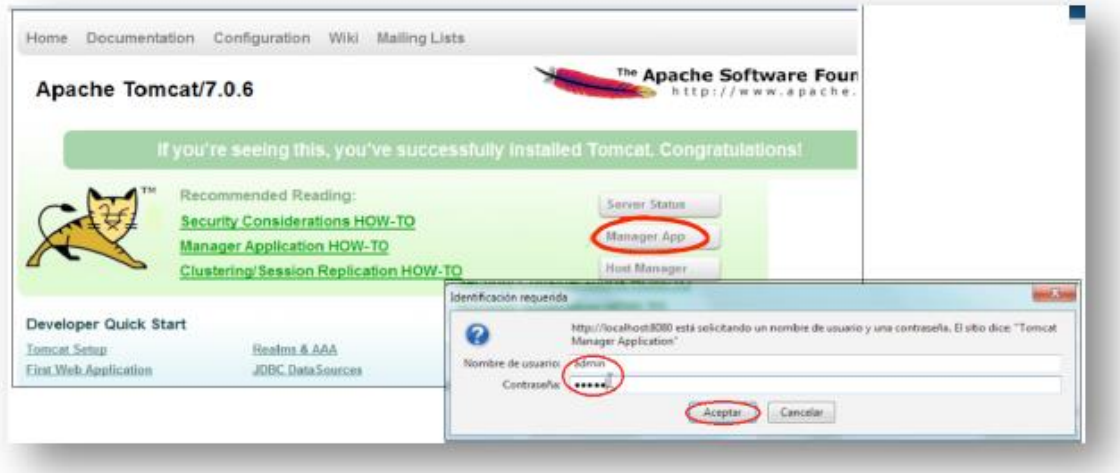 Home Documentation Configuration Wiki Mailing Lists
Apache Tomcat/7.0.6
The Apache Software Four
http://www.apache.
If you're seeing this, you've successfully installed Tomcat. Congratulations!
TM
Recommended Reading:
Security Considerations HOW-TO
Manager Application HOW-TO
Clustering/Session Replication HOW-TO
Server Status
Manager App
Host Manager
Developer Quick Start
Tomcat Setup
First Web Application
Realms & AAA
JDBC DataSources
Identificación requerida
http://localhost:8080 está solicitando un nombre de usuario y una contraseña. El sitio dice: "Tomcat
Manager Application"
Nombre de usuario: admin
Contraseña: •••••
Aceptar Cancelar